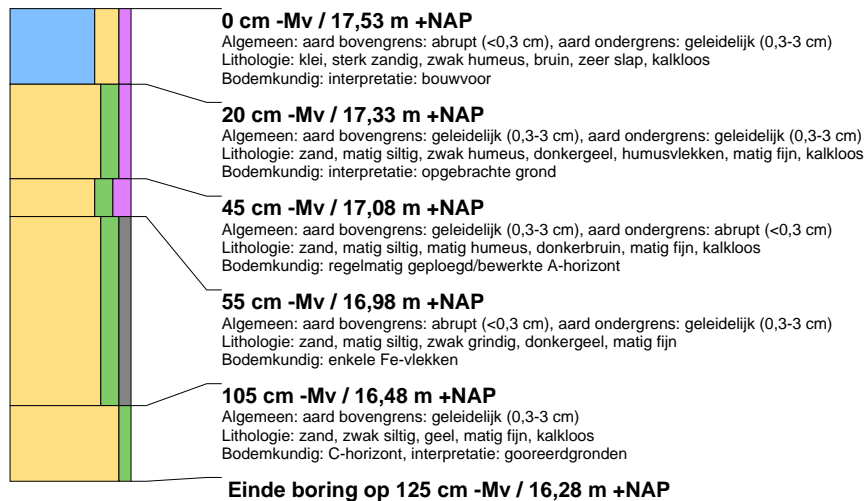 0 cm -Mv / 17,53 m +NAP
Algemeen: aard bovengrens: abrupt (<0,3 cm), aard ondergrens: geleidelijk (0,3-3 cm)
Lithologie: klei, sterk zandig, zwak humeus, bruin, zeer slap, kalkloos
Bodemkundig: interpretatie: bouwvoor
20 cm -Mv / 17,33 m +NAP
Algemeen: aard bovengrens: geleidelijk (0,3-3 cm), aard ondergrens: geleidelijk (0,3-3 cm)
Lithologie: zand, matig siltig, zwak humeus, donkergeel, humusvlekken, matig fijn, kalkloos
Bodemkundig: interpretatie: opgebrachte grond
45 cm -Mv / 17,08 m +NAP
Algemeen: aard bovengrens: geleidelijk (0,3-3 cm), aard ondergrens: abrupt (<0,3 cm)
Lithologie: zand, matig siltig, matig humeus, donkerbruin, matig fijn, kalkloos
Bodemkundig: regelmatig geploegd/bewerkte A-horizont
55 cm -Mv / 16,98 m +NAP
Algemeen: aard bovengrens: abrupt (<0,3 cm), aard ondergrens: geleidelijk (0,3-3 cm)
Lithologie: zand, matig siltig, zwak grindig, donkergeel, matig fijn
Bodemkundig: enkele Fe-vlekken
105 cm -Mv / 16,48 m +NAP
Algemeen: aard bovengrens: geleidelijk (0,3-3 cm)
Lithologie: zand, zwak siltig, geel, matig fijn, kalkloos
Bodemkundig: C-horizont, interpretatie: gooreerdgronden
Einde boring op 125 cm -Mv / 16,28 m +NAP